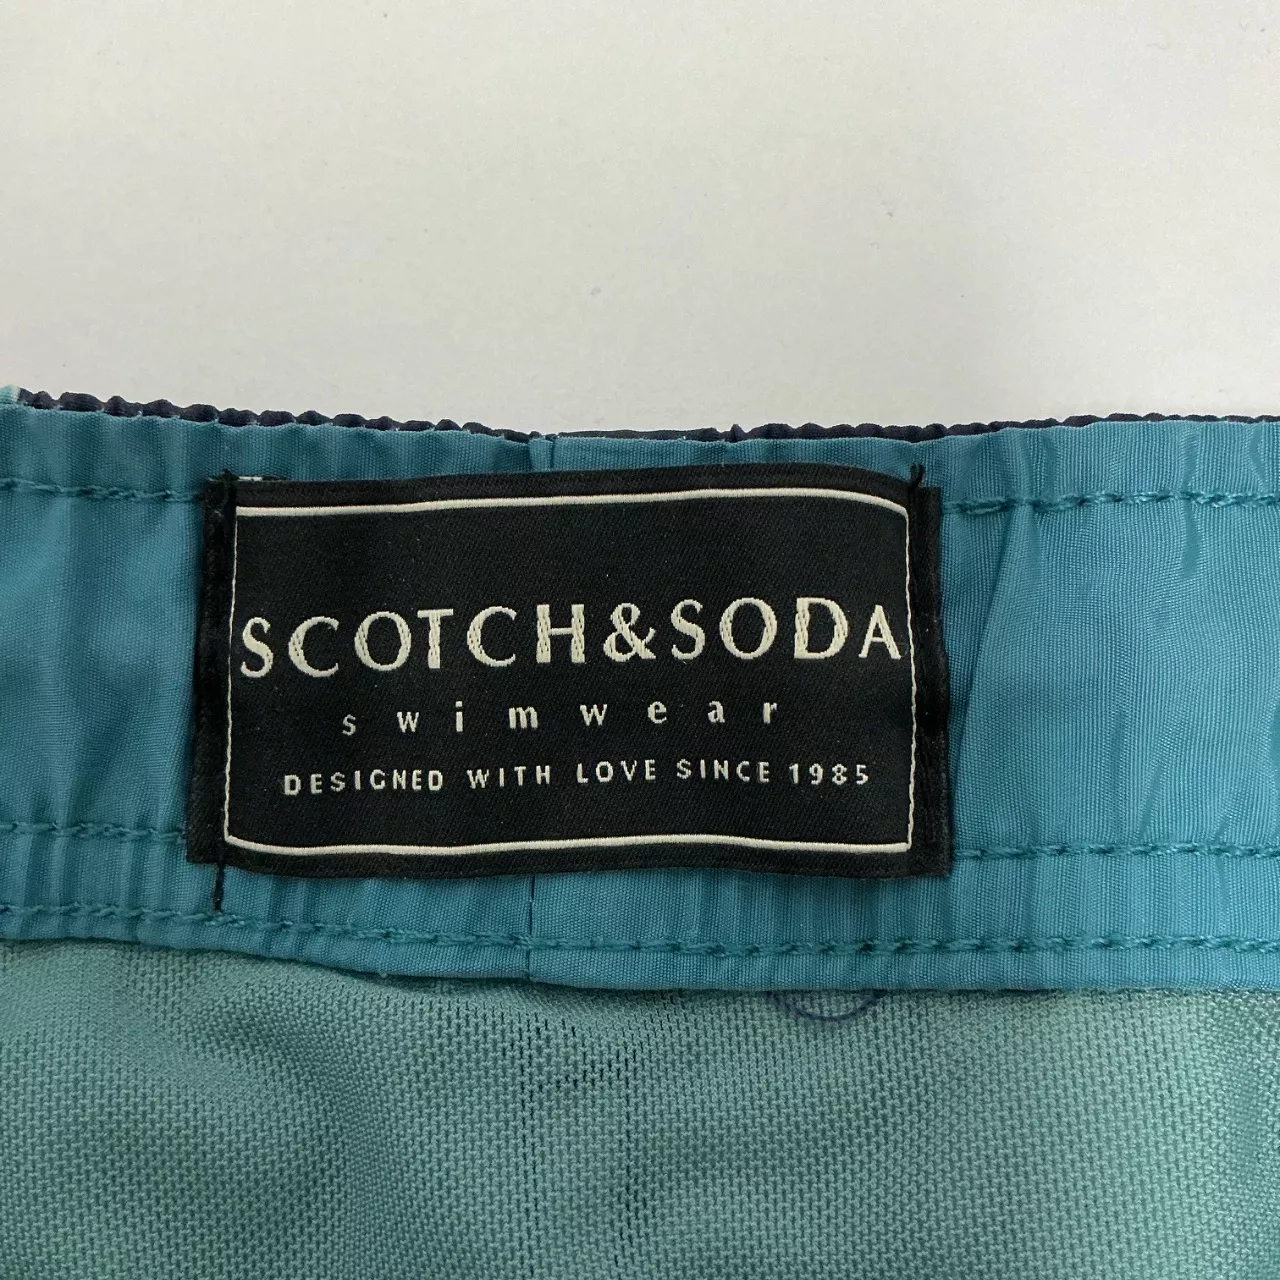 SCOTCH&SODA
swimwear
DESIGNED WITH LOVE SINCE 1985